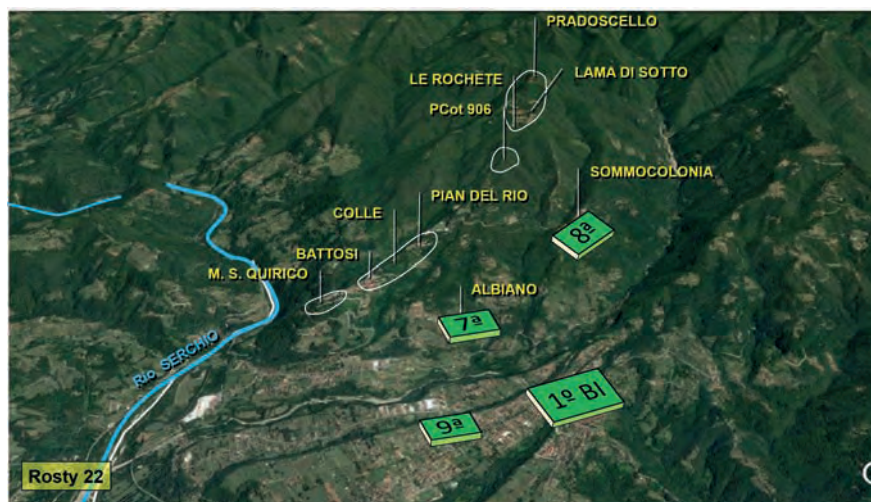 PRADOSCELLO
LE ROCHETE
LAMA DI SOTTO
PCot 906
SOMMOCOLONIA
PIAN DEL RIO
COLLE
8ª
BATTOSI
M. S. QUIRICO
ALBIANO
7ª
Rio SERCHIO
1º BI
9ª
Rosty 22